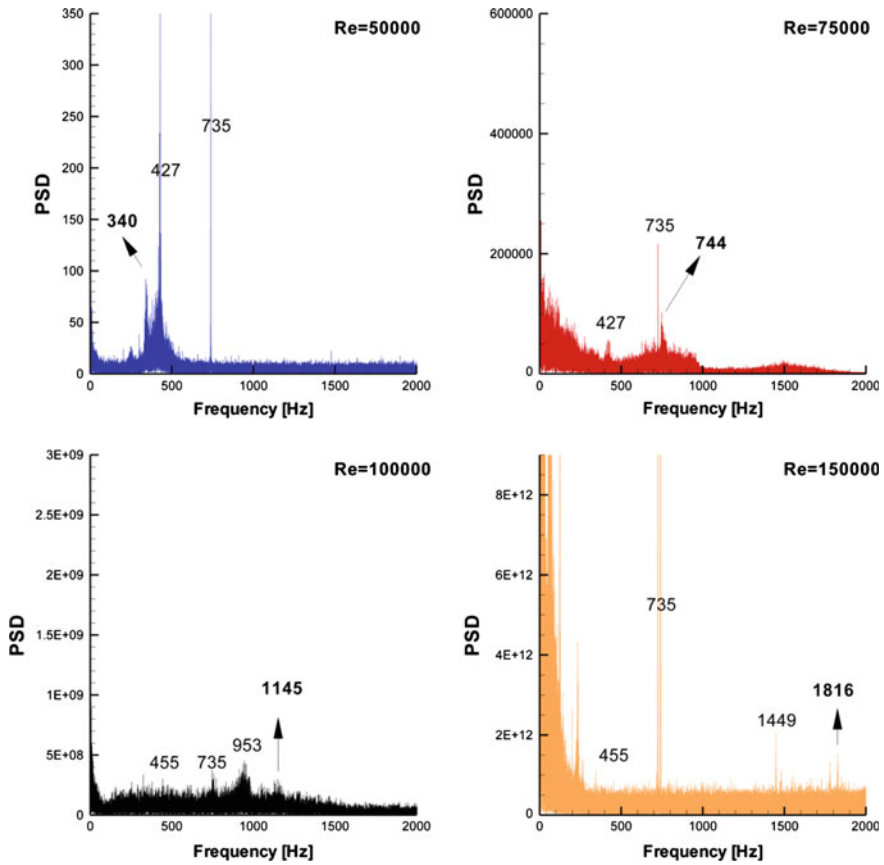 Re=50000
350
300
250
200
150
100
50
0
PSD
340
427
735
0 500 1000 1500 2000
Frequency [Hz]
Re=75000
600000
400000
200000
0
PSD
427
735
744
0 500 1000 1500 2000
Frequency [Hz]
Re=100000
3E+09
2.5E+09
2E+09
1.5E+09
1E+09
5E+08
0
PSD
455
735
953
1145
0 500 1000 1500 2000
Frequency [Hz]
Re=150000
8E+12
6E+12
4E+12
2E+12
0
PSD
455
735
1449
1816
0 500 1000 1500 2000
Frequency [Hz]